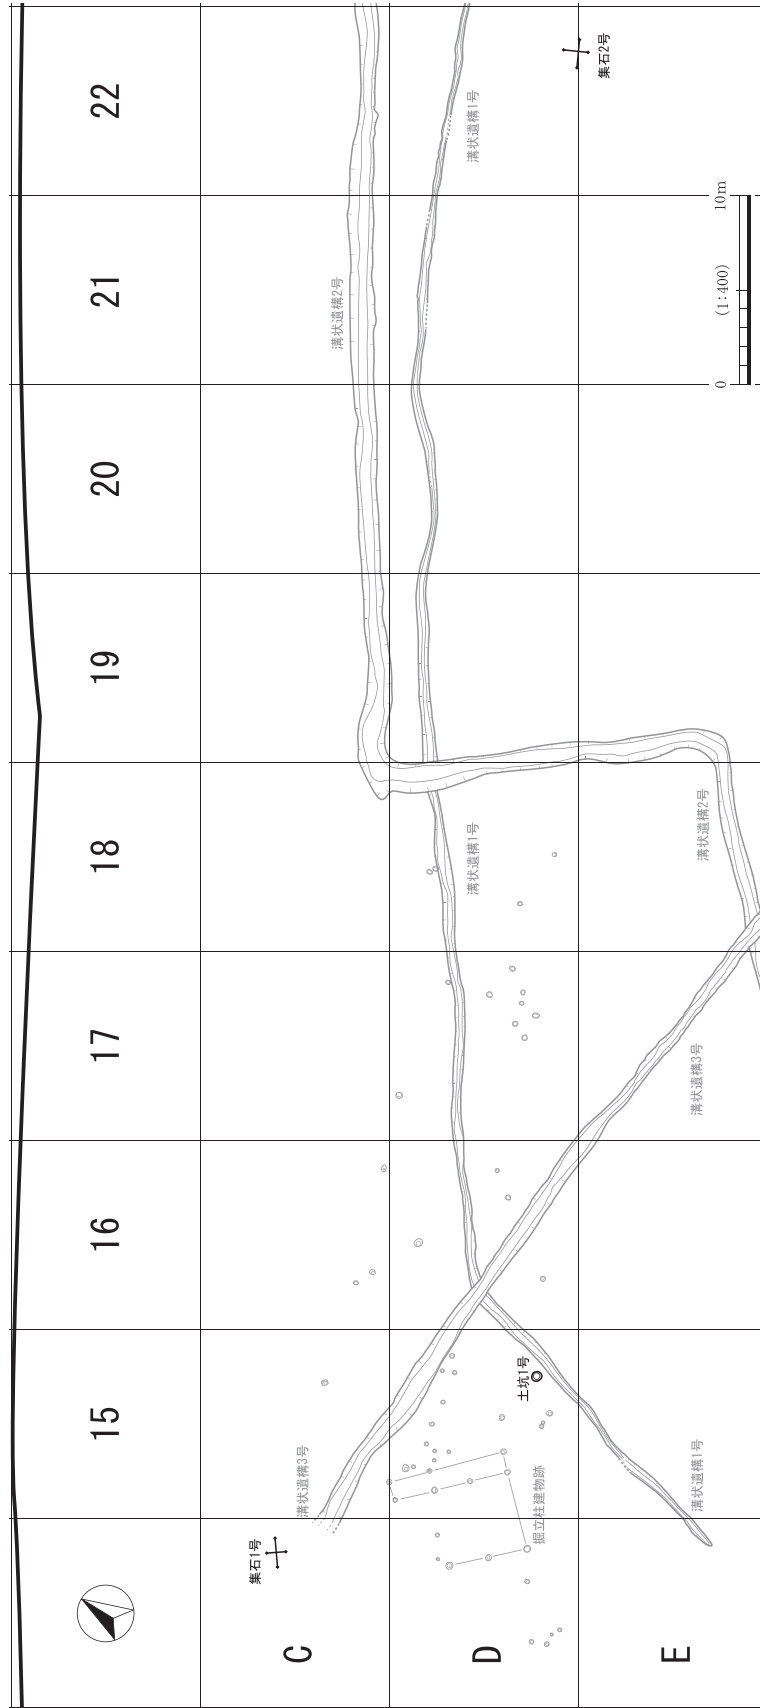 22
21
20
19
18
17
16
15
C
D
E
集石2号
溝状遺構1号
溝状遺構2号
10m
(1:400)
0
溝状遺構1号
溝状遺構2号
溝状遺構3号
土坑1号
溝状遺構3号
溝状遺構1号
掘立柱建物跡
集石1号